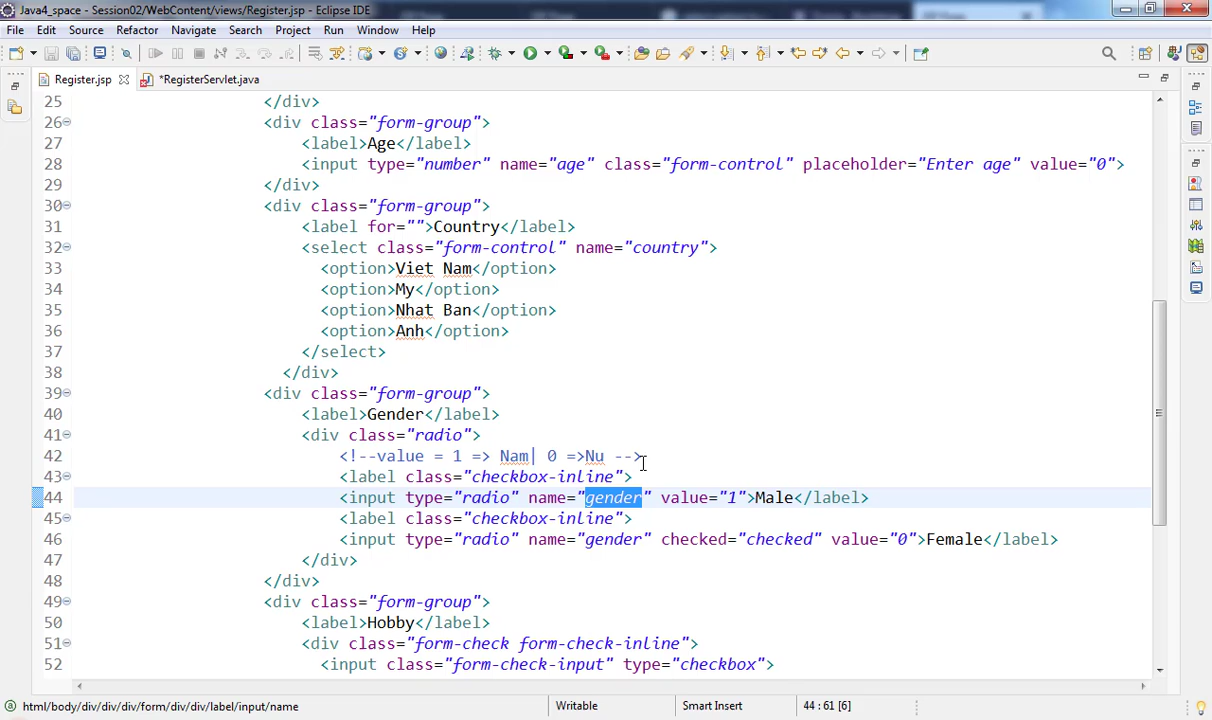 Java4_space - Session02/WebContent/views/Register.jsp - Eclipse IDE
File Edit Source Refactor Navigate Search Project Run Window Help
Register.jsp *RegisterServlet.java
25 </div>
26 <div class="form-group">
27 <label>Age</label>
28 <input type="number" name="age" class="form-control" placeholder="Enter age" value="0">
29 </div>
30 <div class="form-group">
31 <label for="">Country</label>
32 <select class="form-control" name="country">
33 <option>Viet Nam</option>
34 <option>My</option>
35 <option>Nhat Ban</option>
36 <option>Anh</option>
37 </select>
38 </div>
39 <div class="form-group">
40 <label>Gender</label>
41 <div class="radio">
42 <!--value = 1 => Nam| 0 =>Nu -->
43 <label class="checkbox-inline">
44 <input type="radio" name="gender" value="1">Male</label>
45 <label class="checkbox-inline">
46 <input type="radio" name="gender" checked="checked" value="0">Female</label>
47 </div>
48 </div>
49 <div class="form-group">
50 <label>Hobby</label>
51 <div class="form-check form-check-inline">
52 <input class="form-check-input" type="checkbox">
html/body/div/div/div/form/div/div/label/input/name Writable Smart Insert 44 : 61 [6]